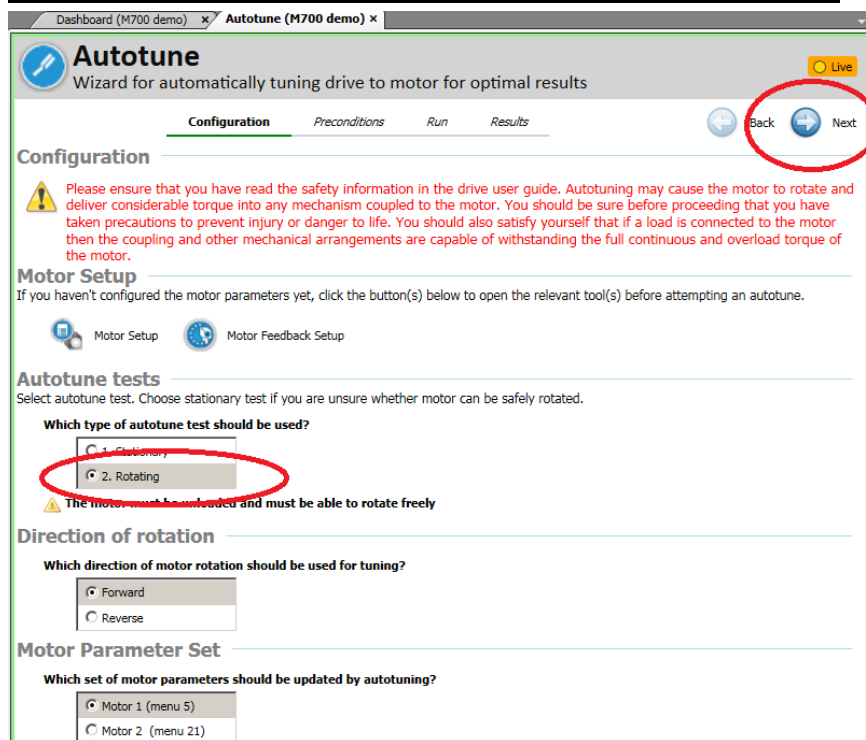 Dashboard (M700 demo) x Autotune (M700 demo) x
Autotune
Wizard for automatically tuning drive to motor for optimal results
Live
Configuration Preconditions Run Results Back Next
Configuration
Please ensure that you have read the safety information in the drive user guide. Autotuning may cause the motor to rotate and
deliver considerable torque into any mechanism coupled to the motor. You should be sure before proceeding that you have
taken precautions to prevent injury or danger to life. You should also satisfy yourself that if a load is connected to the motor
then the coupling and other mechanical arrangements are capable of withstanding the full continuous and overload torque of
the motor.
Motor Setup
If you haven't configured the motor parameters yet, click the button(s) below to open the relevant tool(s) before attempting an autotune.
Motor Setup Motor Feedback Setup
Autotune tests
Select autotune test. Choose stationary test if you are unsure whether motor can be safely rotated.
Which type of autotune test should be used?
1. Stationary
2. Rotating
The motor must be unloaded and must be able to rotate freely
Direction of rotation
Which direction of motor rotation should be used for tuning?
Forward
Reverse
Motor Parameter Set
Which set of motor parameters should be updated by autotuning?
Motor 1 (menu 5)
Motor 2 (menu 21)